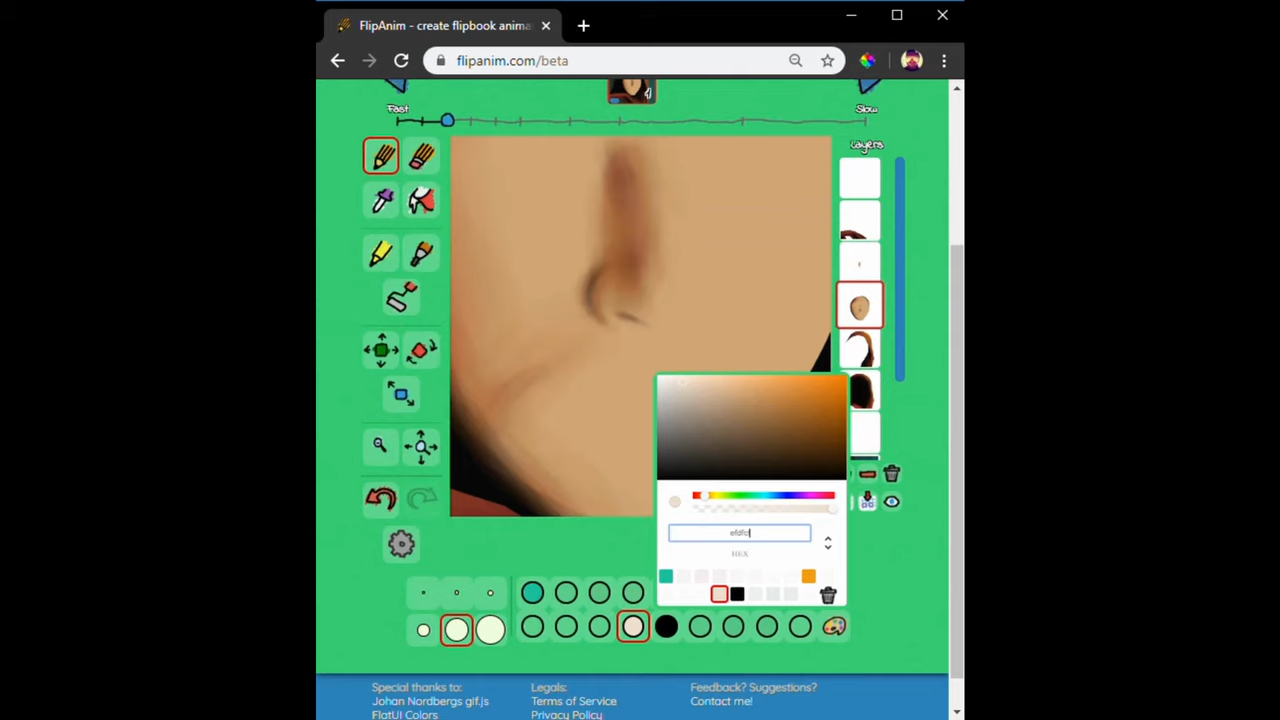 FlipAnim - create flipbook anima
flipanim.com/beta
Fast
Slow
Layers
HEX
Special thanks to:
Johan Nordbergs gif.js
FlatUI Colors
Legals:
Terms of Service
Privacy Policy
Feedback? Suggestions?
Contact me!